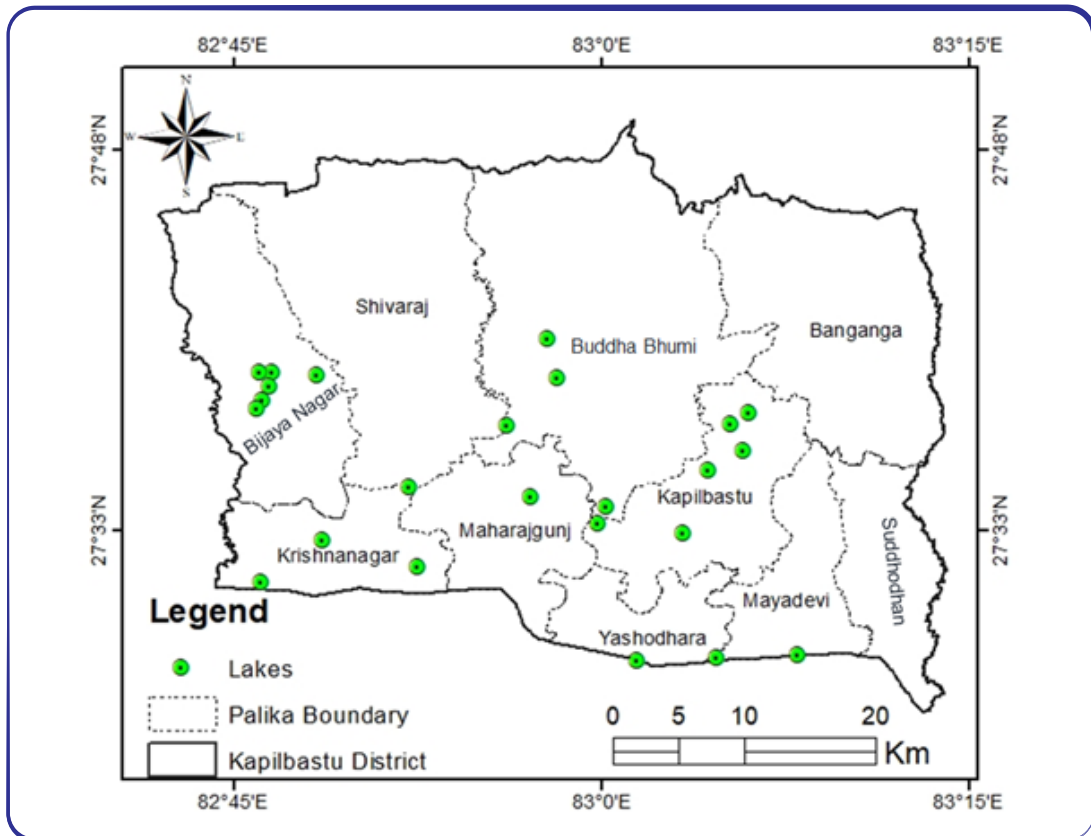 82°45'E 83°0'E 83°15'E
N
W E
S
27°48'N 27°48'N
Shivaraj
Banganga
Buddha Bhumi
Bijaya Nagar
Kapilbastu
27°33'N Maharajgunj 27°33'N
Krishnanagar
Suddhodhan
Mayadevi
Yashodhara
Legend
Lakes
Palika Boundary
Kapilbastu District
0 5 10 20
Km
82°45'E 83°0'E 83°15'E